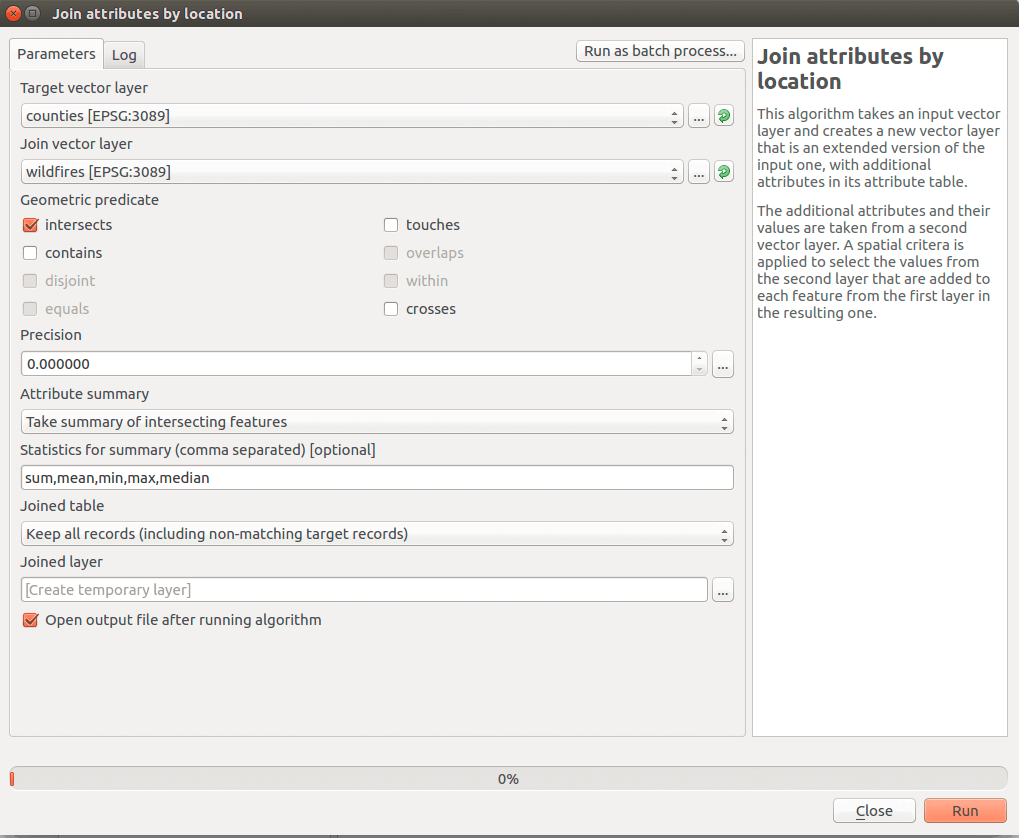 Join attributes by location
Parameters
Log
Run as batch process...
Target vector layer
counties [EPSG:3089]
...
Join vector layer
wildfires [EPSG:3089]
...
Geometric predicate
intersects
touches
contains
overlaps
disjoint
within
equals
crosses
Precision
0.000000
...
Attribute summary
Take summary of intersecting features
Statistics for summary (comma separated) [optional]
sum,mean,min,max,median
Joined table
Keep all records (including non-matching target records)
Joined layer
[Create temporary layer]
...
Open output file after running algorithm
Join attributes by
location
This algorithm takes an input vector
layer and creates a new vector layer
that is an extended version of the
input one, with additional
attributes in its attribute table.
The additional attributes and their
values are taken from a second
vector layer. A spatial critera is
applied to select the values from
the second layer that are added to
each feature from the first layer in
the resulting one.
0%
Close
Run